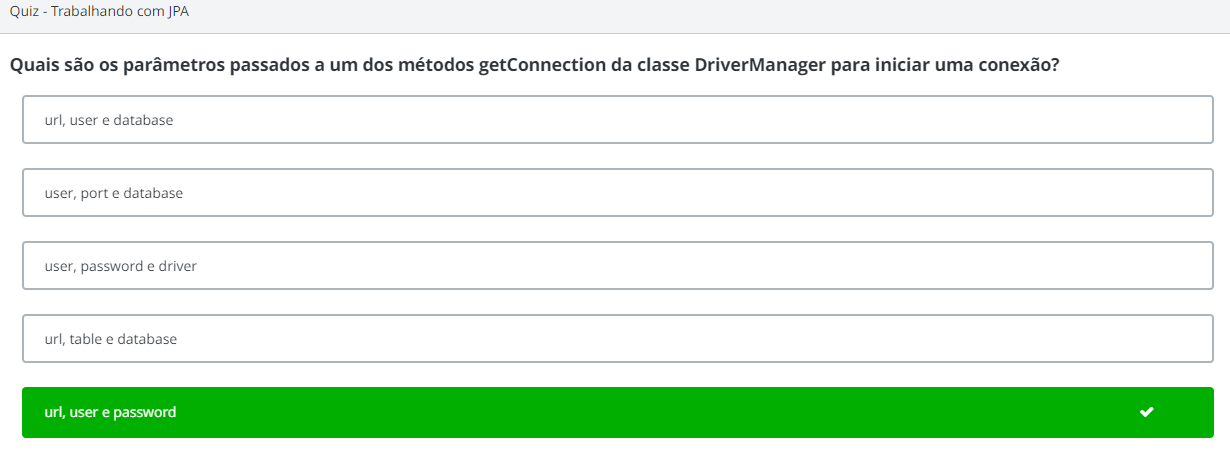 Quiz - Trabalhando com JPA
Quais são os parâmetros passados a um dos métodos getConnection da classe DriverManager para iniciar uma conexão?
url, user e database
user, port e database
user, password e driver
url, table e database
url, user e password